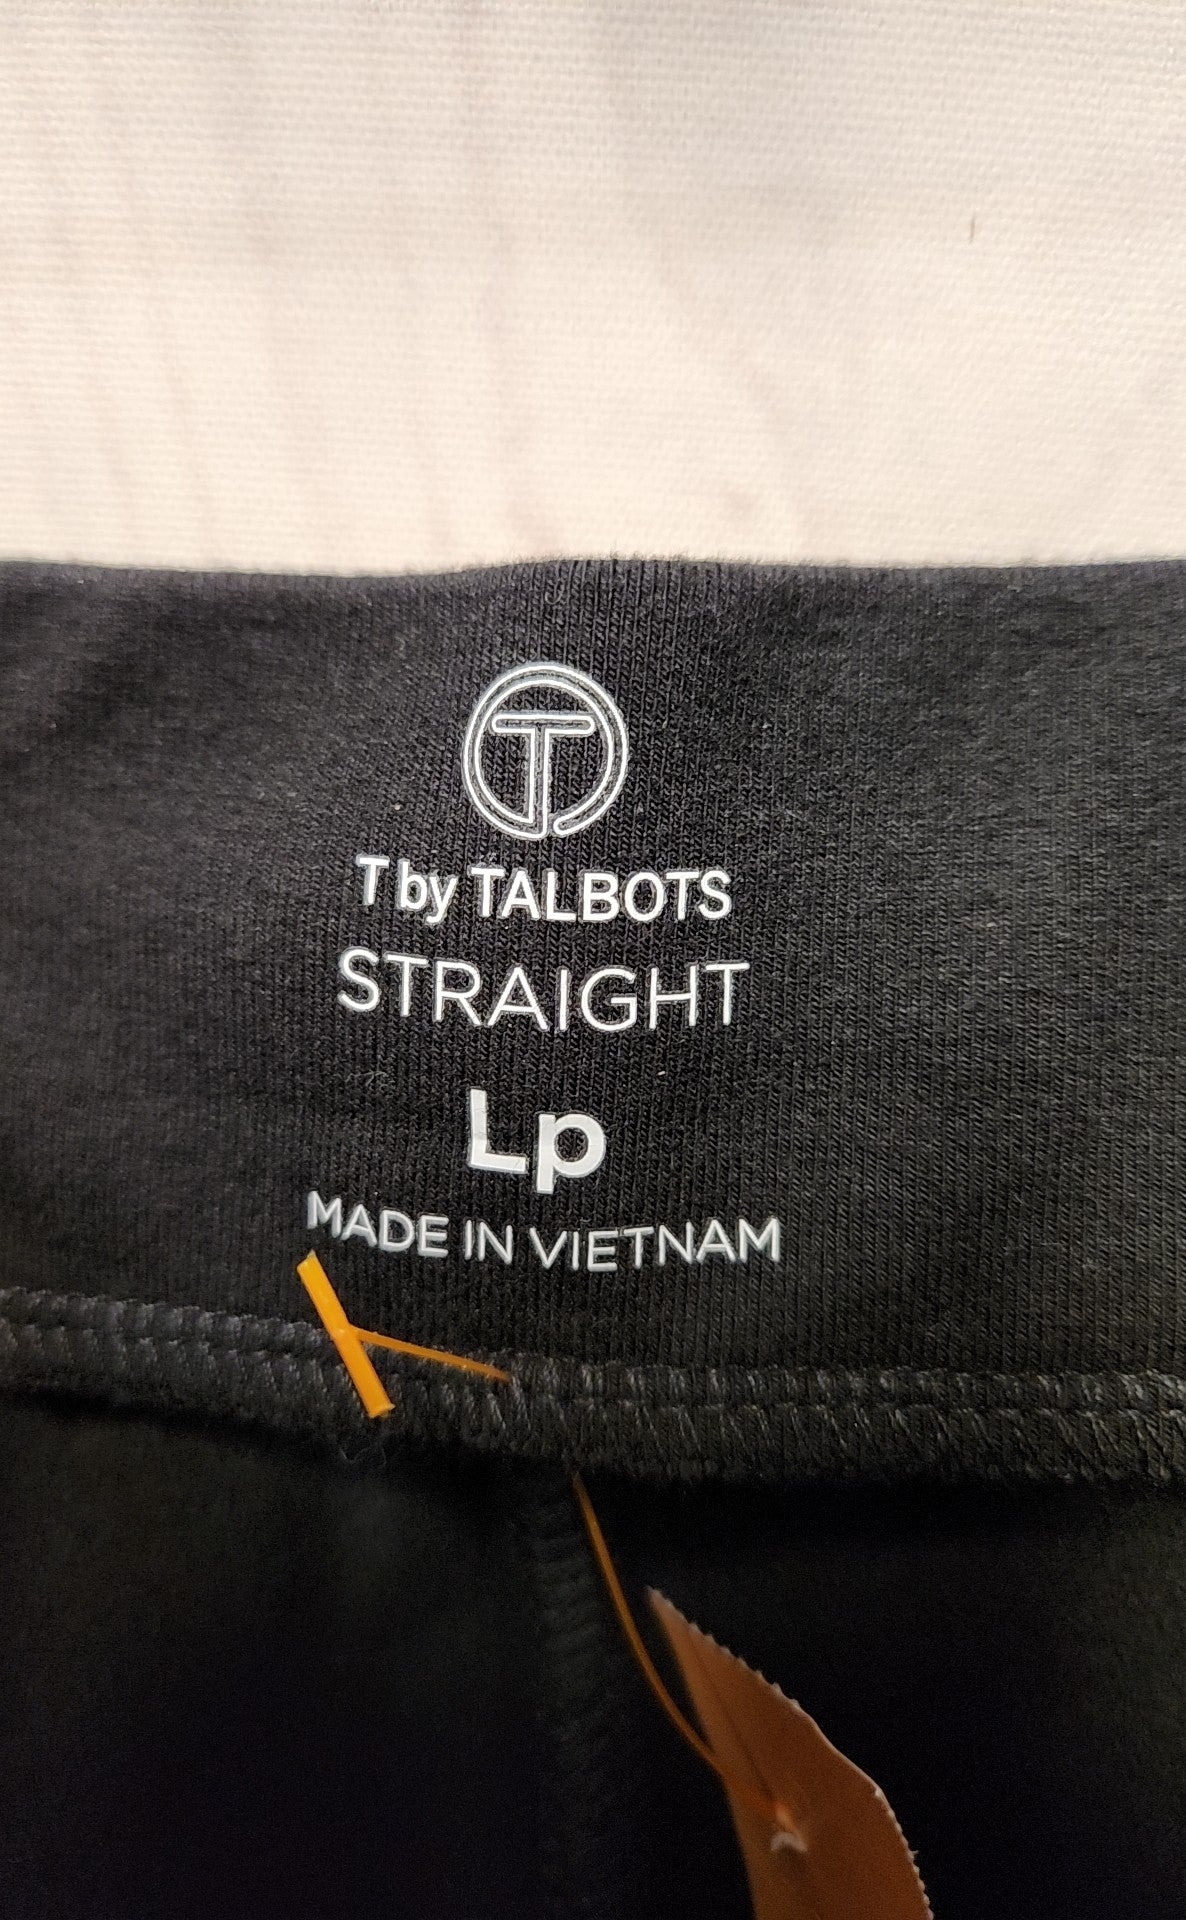 T
T by TALBOTS
STRAIGHT
Lp
MADE IN VIETNAM